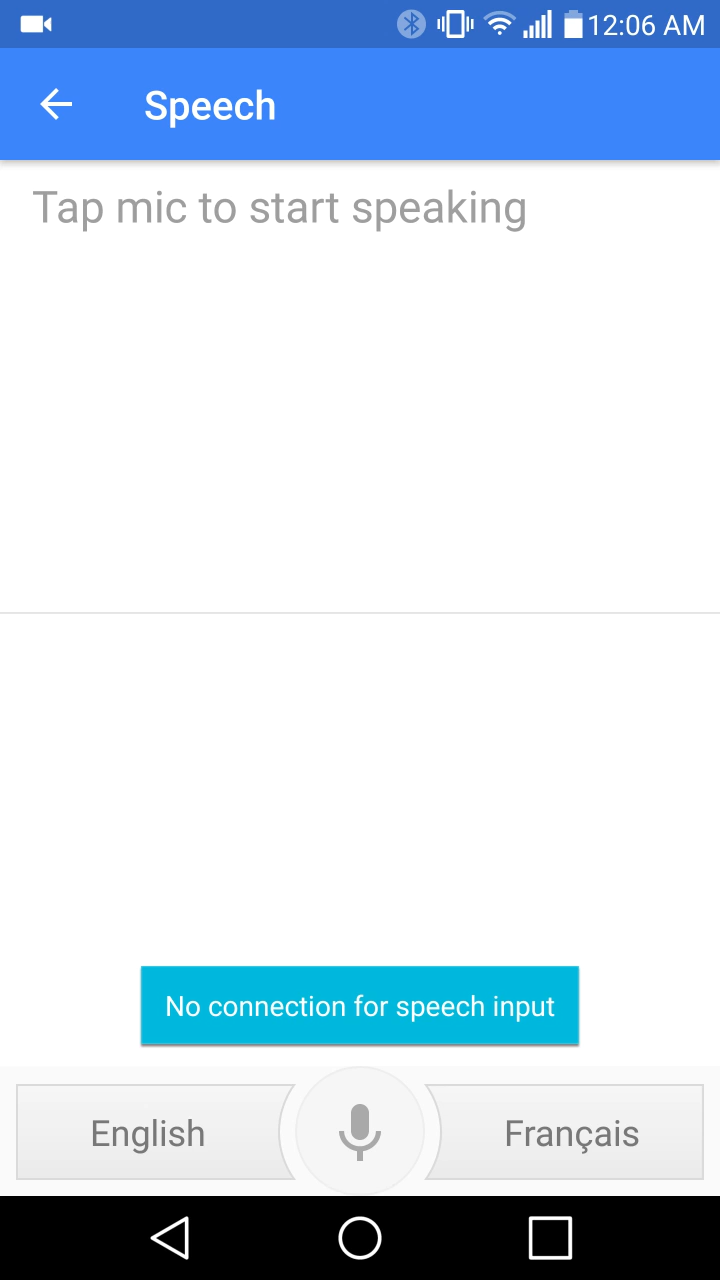 12:06 AM
Speech
Tap mic to start speaking
No connection for speech input
English
Français